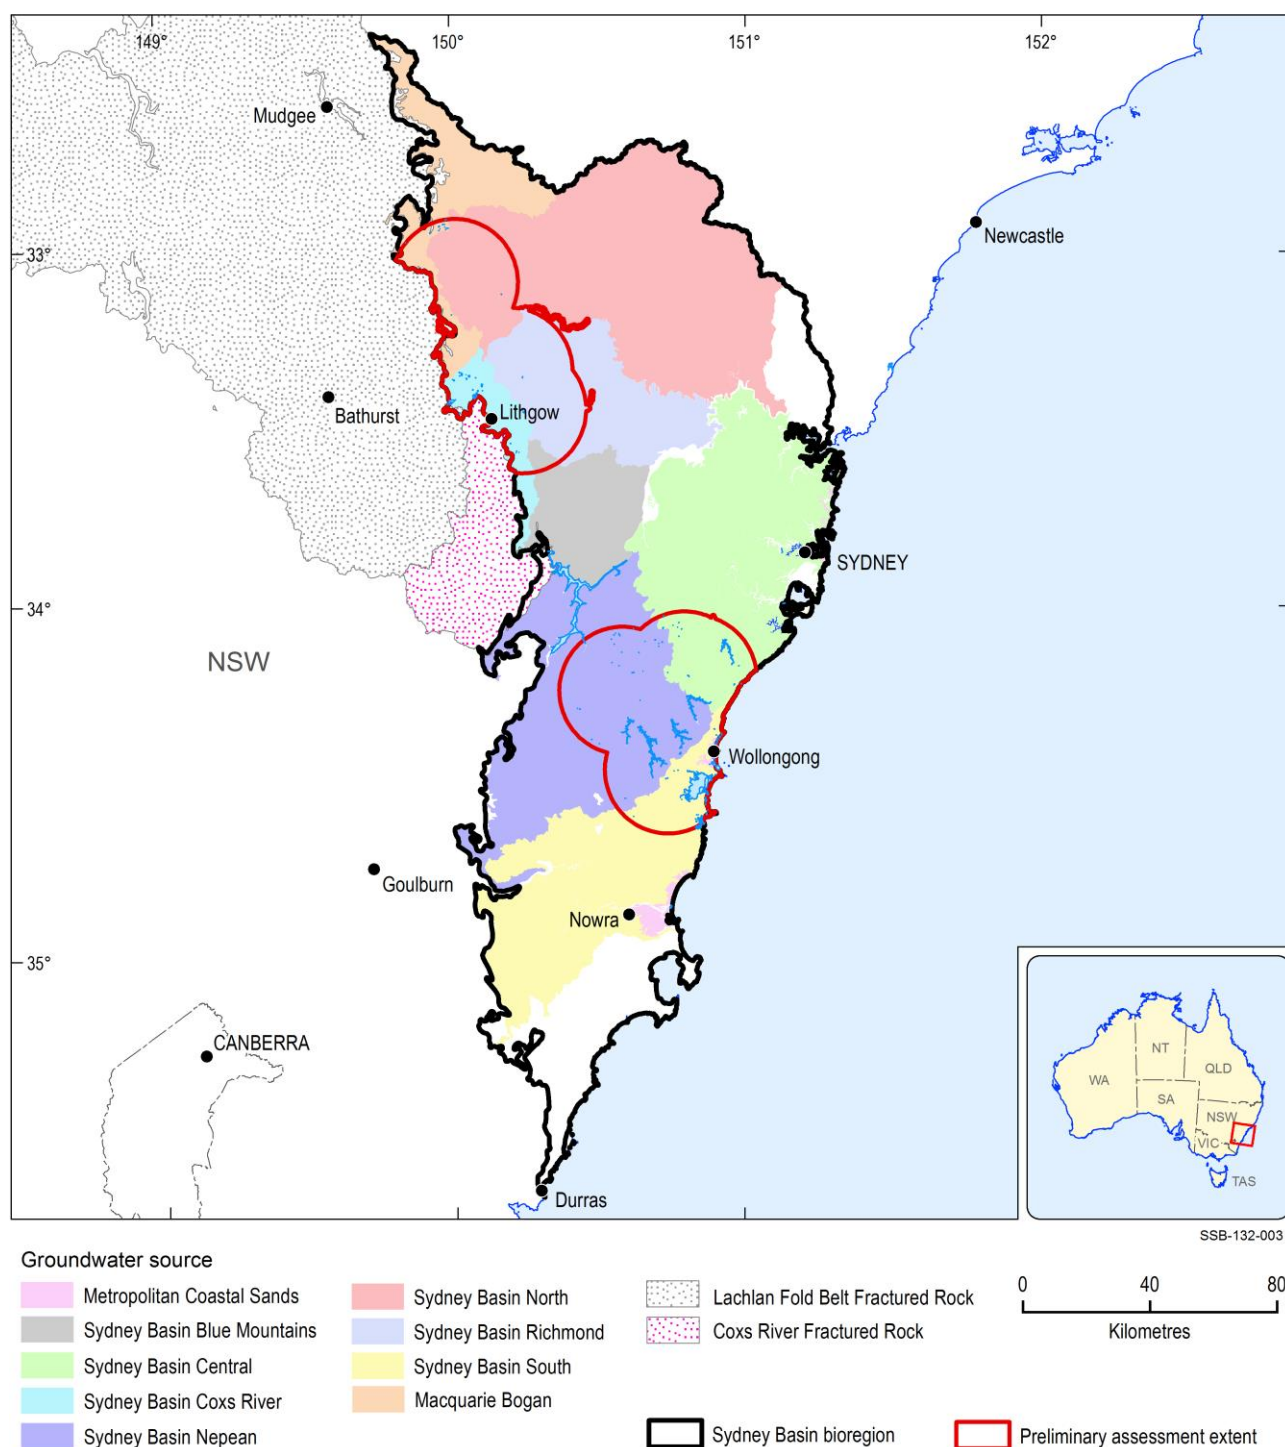 149°
150°
151°
152°
Mudgee
Newcastle
33°
Bathurst
Lithgow
SYDNEY
34°
NSW
Wollongong
Goulburn
Nowra
35°
CANBERRA
Durras
NT
WA
QLD
SA
NSW
VIC
TAS
SSB-132-003
Groundwater source
Metropolitan Coastal Sands
Sydney Basin Blue Mountains
Sydney Basin Central
Sydney Basin Coxs River
Sydney Basin Nepean
Sydney Basin North
Sydney Basin Richmond
Sydney Basin South
Macquarie Bogan
Lachlan Fold Belt Fractured Rock
Coxs River Fractured Rock
0 40 80
Kilometres
Sydney Basin bioregion
Preliminary assessment extent